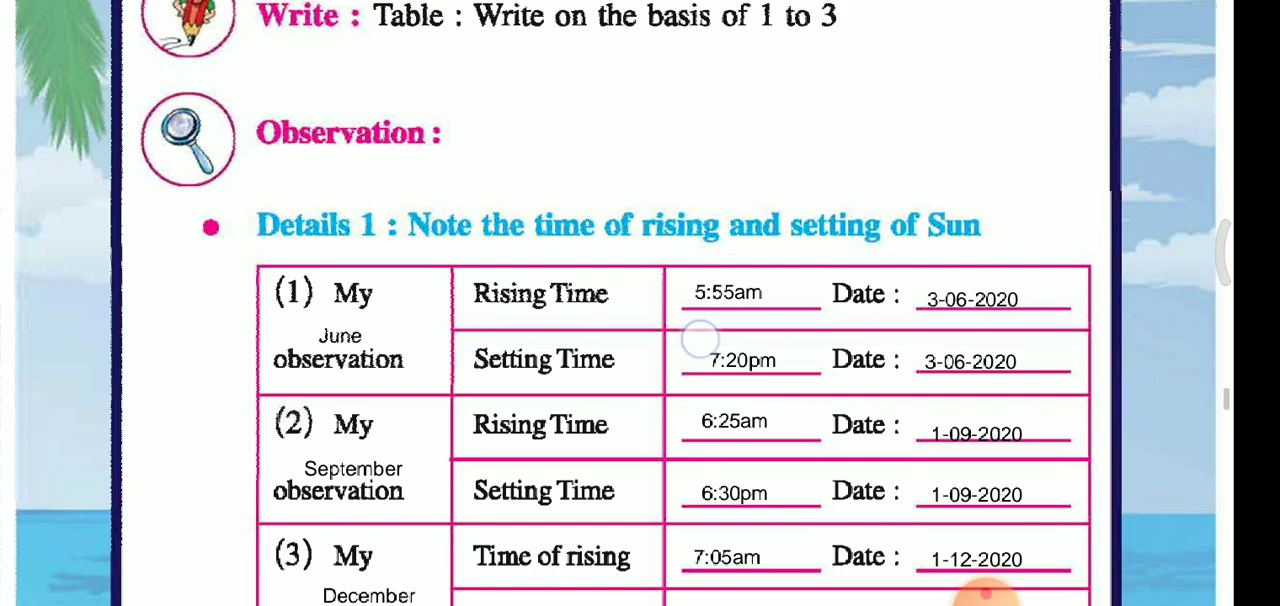 Write : Table : Write on the basis of 1 to 3
Observation :
Details 1 : Note the time of rising and setting of Sun
(1) My June observation
Rising Time 5:55am Date : 3-06-2020
Setting Time 7:20pm Date : 3-06-2020
(2) My September observation
Rising Time 6:25am Date : 1-09-2020
Setting Time 6:30pm Date : 1-09-2020
(3) My December
Time of rising 7:05am Date : 1-12-2020